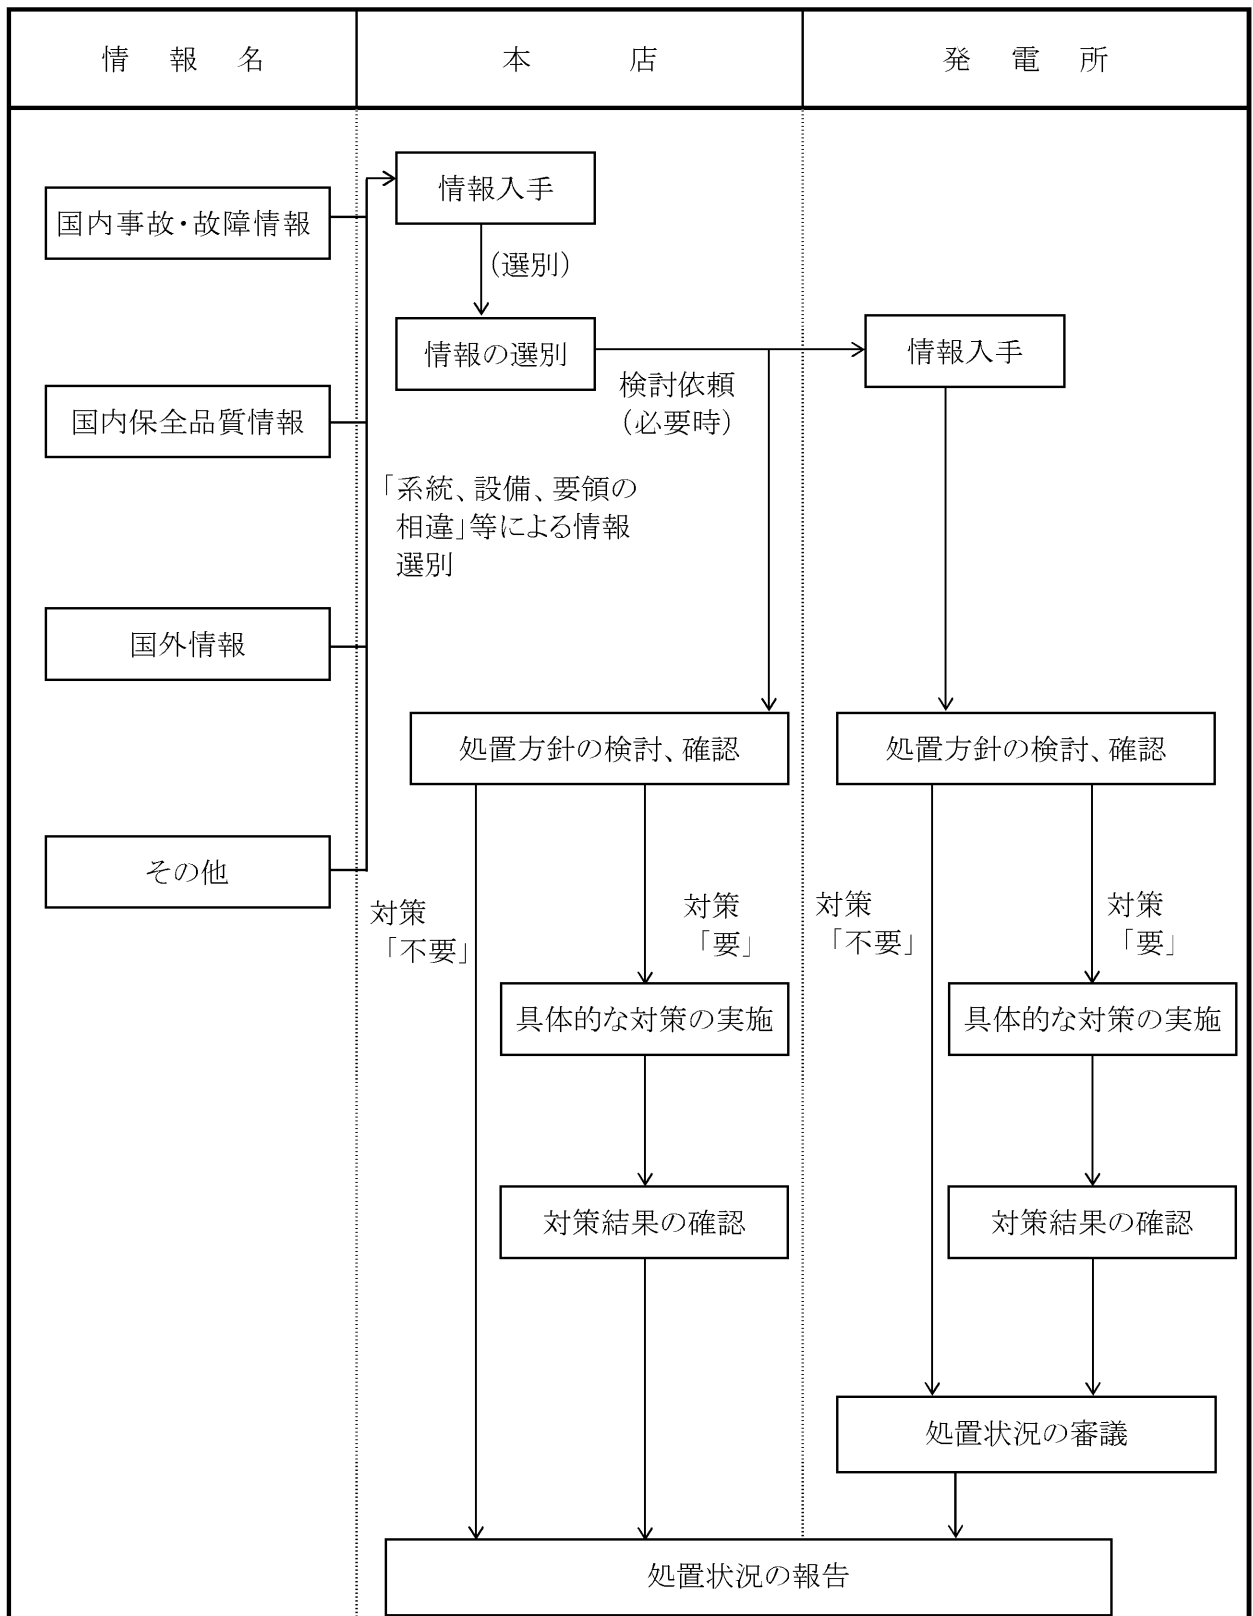 情報名
本店
発電所
情報入手
国内事故・故障情報
(選別)
情報の選別
情報入手
検討依頼
(必要時)
国内保全品質情報
「系統、設備、要領の
相違」等による情報
選別
国外情報
処置方針の検討、確認
処置方針の検討、確認
その他
対策
「不要」
対策
「要」
対策
「不要」
対策
「要」
具体的な対策の実施
具体的な対策の実施
対策結果の確認
対策結果の確認
処置状況の審議
処置状況の報告